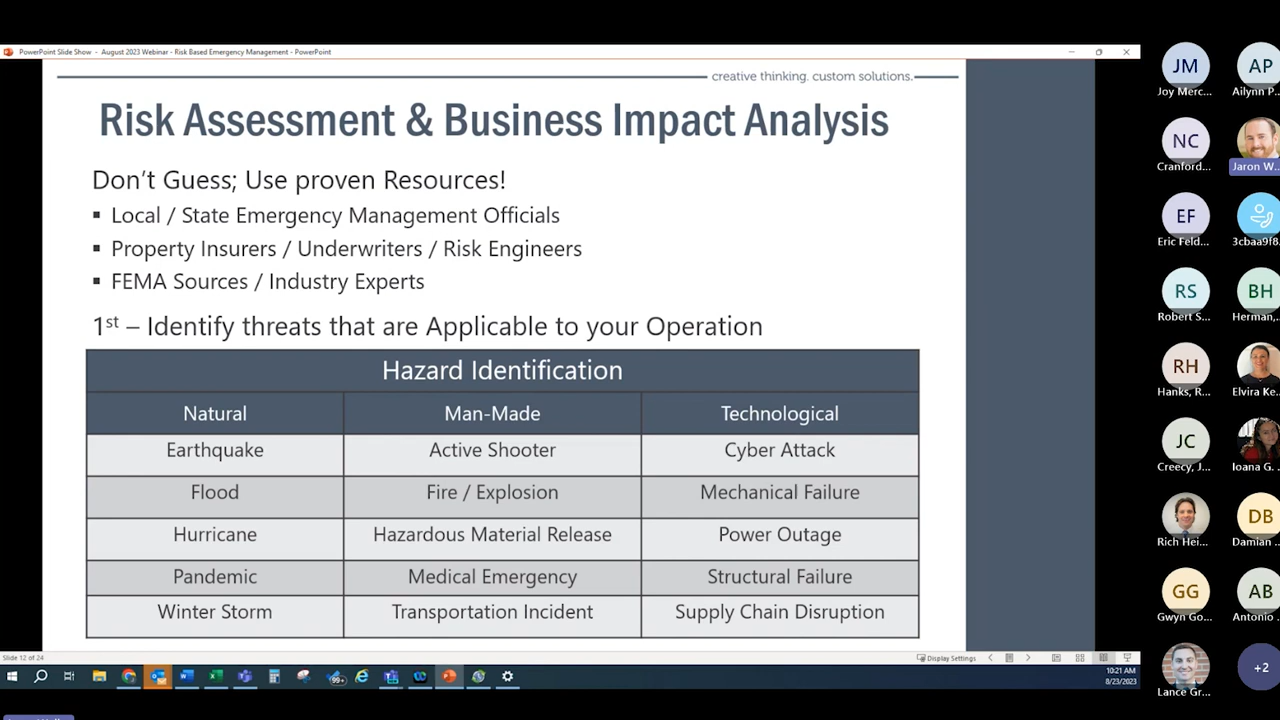 PowerPoint Slide Show - August 2023 Webinar - Risk Based Emergency Management - PowerPoint
creative thinking. custom solutions.
Risk Assessment & Business Impact Analysis
Don't Guess; Use proven Resources!
▪ Local / State Emergency Management Officials
▪ Property Insurers / Underwriters / Risk Engineers
▪ FEMA Sources / Industry Experts
1st – Identify threats that are Applicable to your Operation
Hazard Identification
Natural Man-Made Technological
Earthquake Active Shooter Cyber Attack
Flood Fire / Explosion Mechanical Failure
Hurricane Hazardous Material Release Power Outage
Pandemic Medical Emergency Structural Failure
Winter Storm Transportation Incident Supply Chain Disruption
Slide 12 of 24
Display Settings
99+
10:21 AM
8/23/2023
JM AP
Joy Merc... Ailynn P...
NC
Cranford... Jaron W...
EF
Eric Feld... 3cbaa9f8...
RS BH
Robert S... Herman,...
RH
Hanks, R... Elvira Ke...
JC
Creecy, J... Ioana G. ...
DB
Rich Hei... Damian ...
GG AB
Gwyn Go... Antonio ...
+2
Lance Gr...